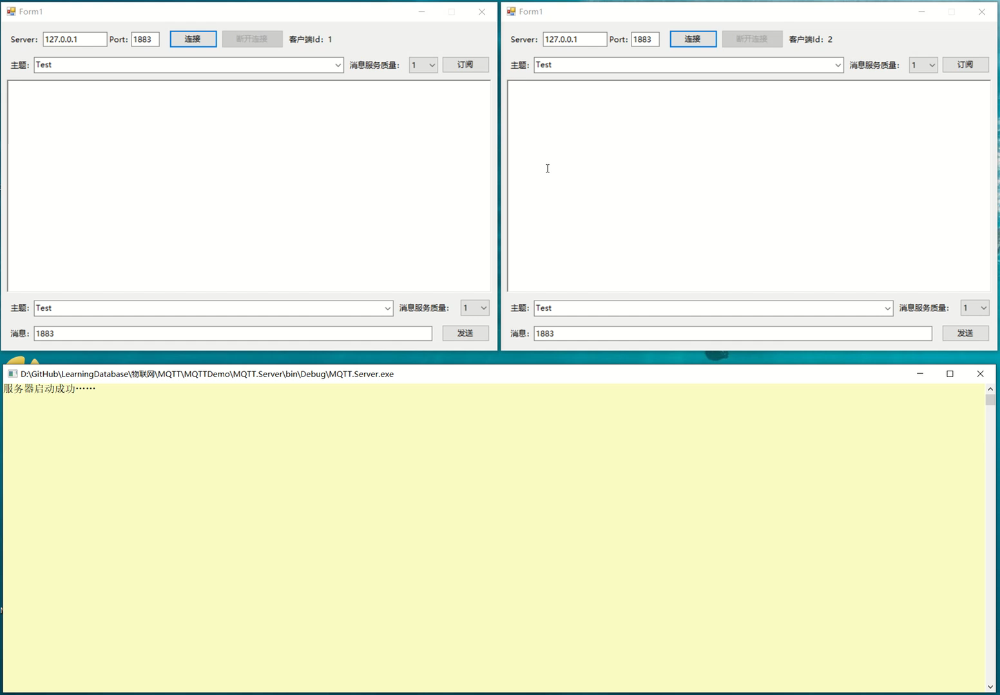 Form1
Server: 127.0.0.1 Port: 1883 连接 断开连接 客户端Id: 1
主题: Test 消息服务质量: 1 订阅
主题: Test 消息服务质量: 1
消息: 1883 发送
Form1
Server: 127.0.0.1 Port: 1883 连接 断开连接 客户端Id: 2
主题: Test 消息服务质量: 1 订阅
主题: Test 消息服务质量: 1
消息: 1883 发送
D:\GitHub\LearningDatabase\物联网\MQTT\MQTTDemo\MQTT.Server\bin\Debug\MQTT.Server.exe
服务器启动成功……